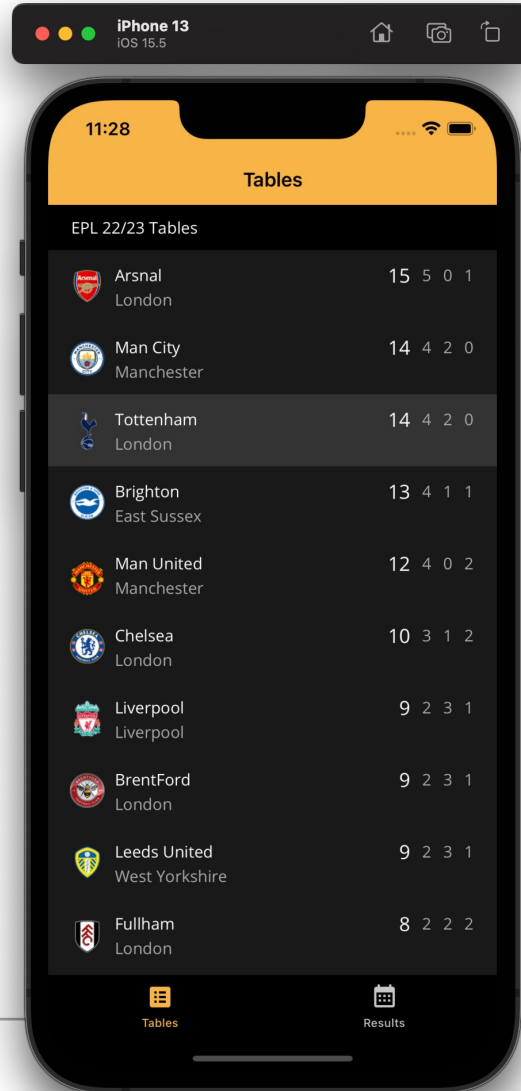 iPhone 13
iOS 15.5
11:28
Tables
EPL 22/23 Tables
Arsnal 15 5 0 1
London
Man City 14 4 2 0
Manchester
Tottenham 14 4 2 0
London
Brighton 13 4 1 1
East Sussex
Man United 12 4 0 2
Manchester
Chelsea 10 3 1 2
London
Liverpool 9 2 3 1
Liverpool
BrentFord 9 2 3 1
London
Leeds United 9 2 3 1
West Yorkshire
Fullham 8 2 2 2
London
Tables Results